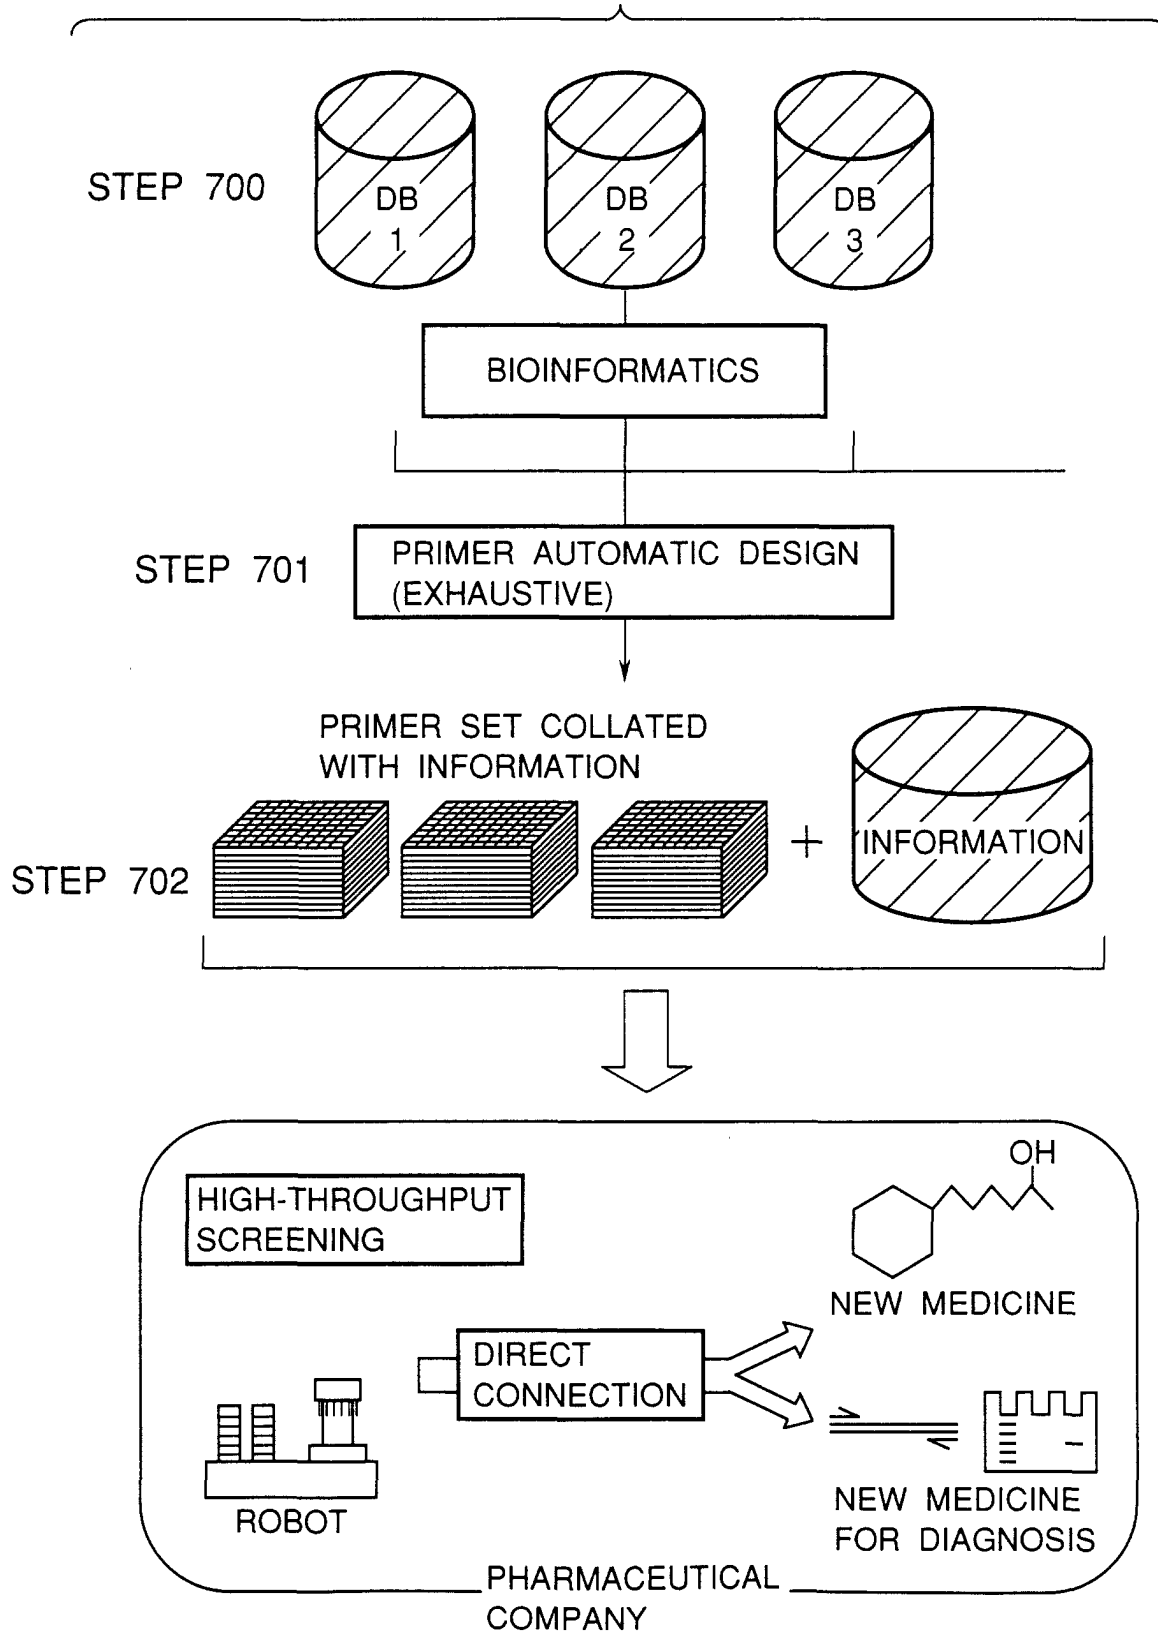 STEP 700
DB
1
DB
2
DB
3
BIOINFORMATICS
STEP 701
PRIMER AUTOMATIC DESIGN
(EXHAUSTIVE)
PRIMER SET COLLATED
WITH INFORMATION
STEP 702
+
INFORMATION
HIGH-THROUGHPUT
SCREENING
OH
NEW MEDICINE
DIRECT
CONNECTION
ROBOT
NEW MEDICINE
FOR DIAGNOSIS
PHARMACEUTICAL
COMPANY